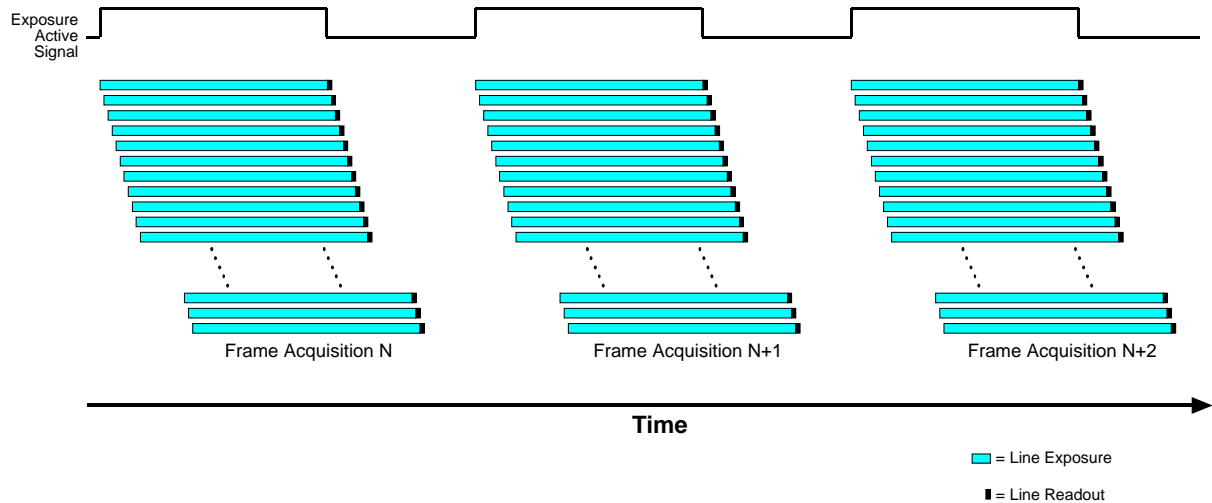 Exposure
Active
Signal
Frame Acquisition N
Frame Acquisition N+1
Frame Acquisition N+2
Time
= Line Exposure
= Line Readout